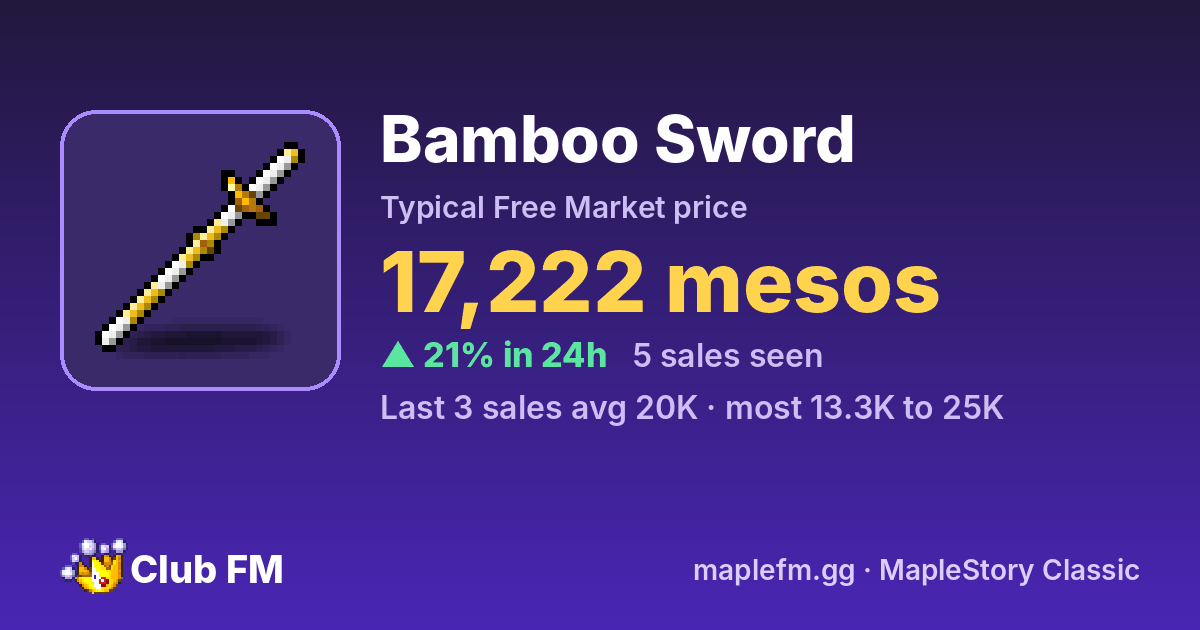 Bamboo Sword
Typical Free Market price
17,222 mesos
▲ 21% in 24h 5 sales seen
Last 3 sales avg 20K · most 13.3K to 25K
Club FM
maplefm.gg · MapleStory Classic